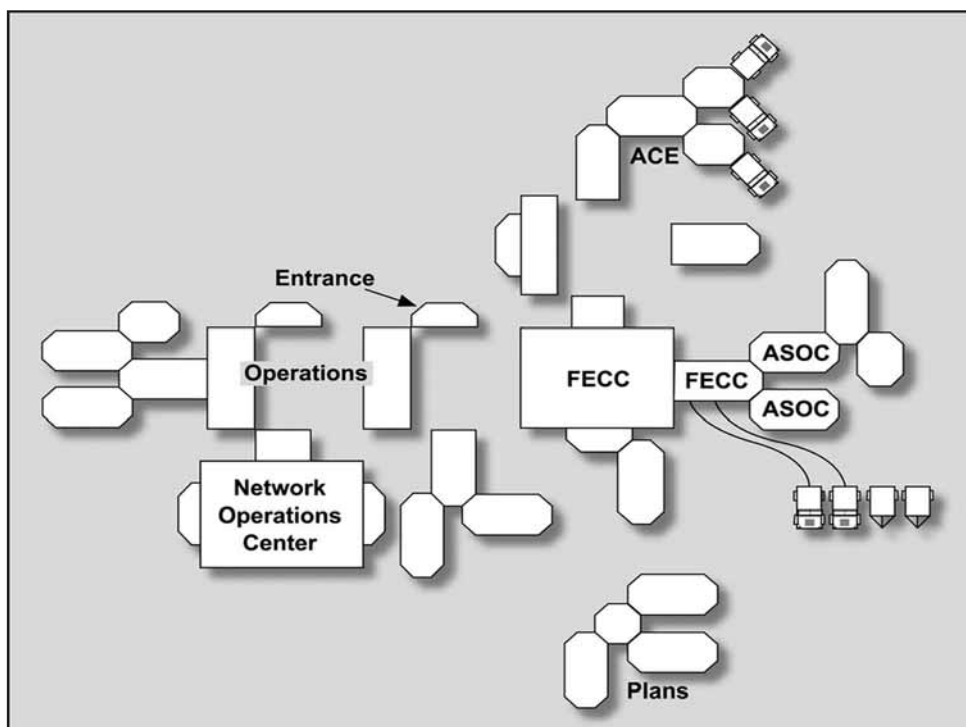 ACE
Entrance
Operations
FECC
FECC
ASOC
ASOC
Network
Operations
Center
Plans